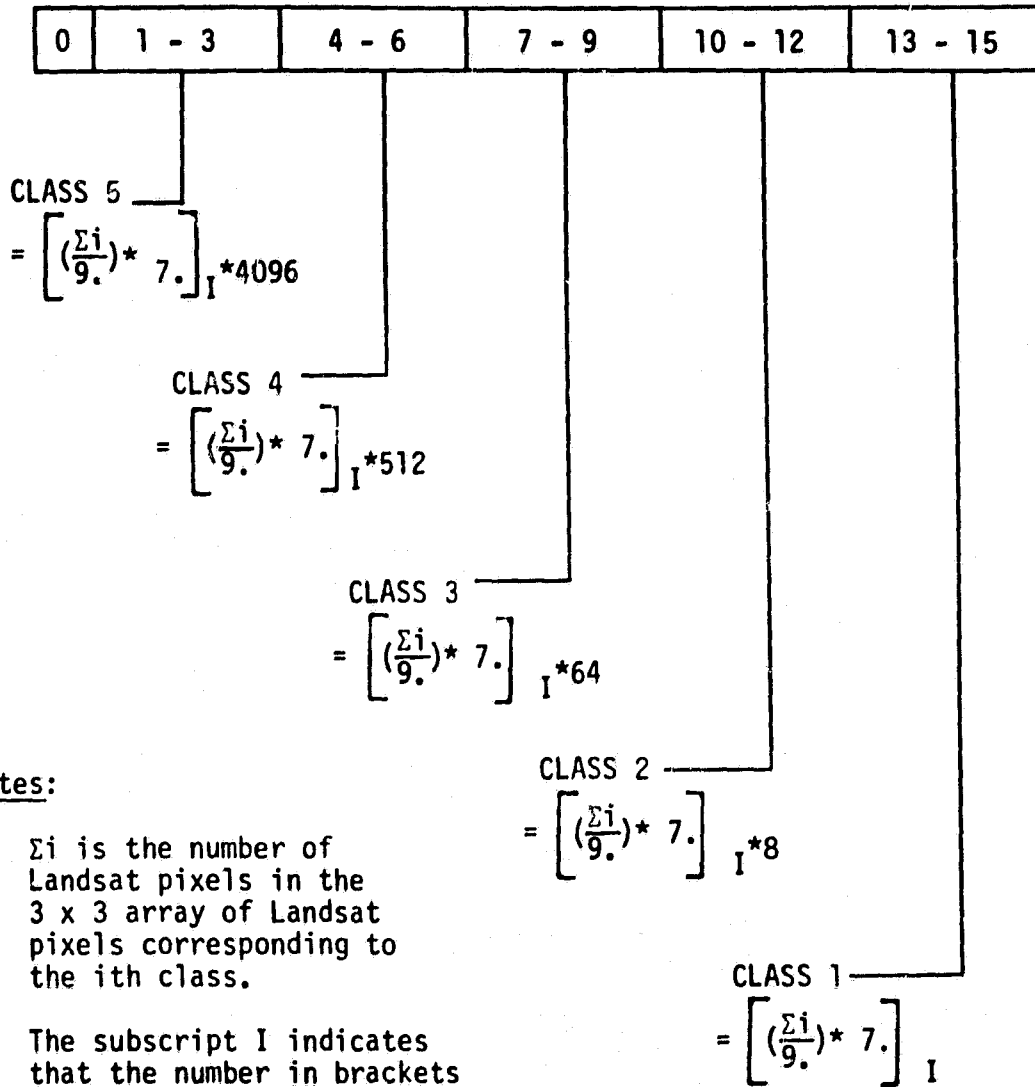 0 1 - 3 4 - 6 7 - 9 10 - 12 13 - 15
CLASS 5
= [(Σi/9.)* 7.]I*4096
CLASS 4
= [(Σi/9.)* 7.]I*512
CLASS 3
= [(Σi/9.)* 7.]I*64
CLASS 2
= [(Σi/9.)* 7.]I*8
tes:
Σi is the number of
Landsat pixels in the
3 x 3 array of Landsat
pixels corresponding to
the ith class.
CLASS 1
= [(Σi/9.)* 7.]I
The subscript I indicates
that the number in brackets